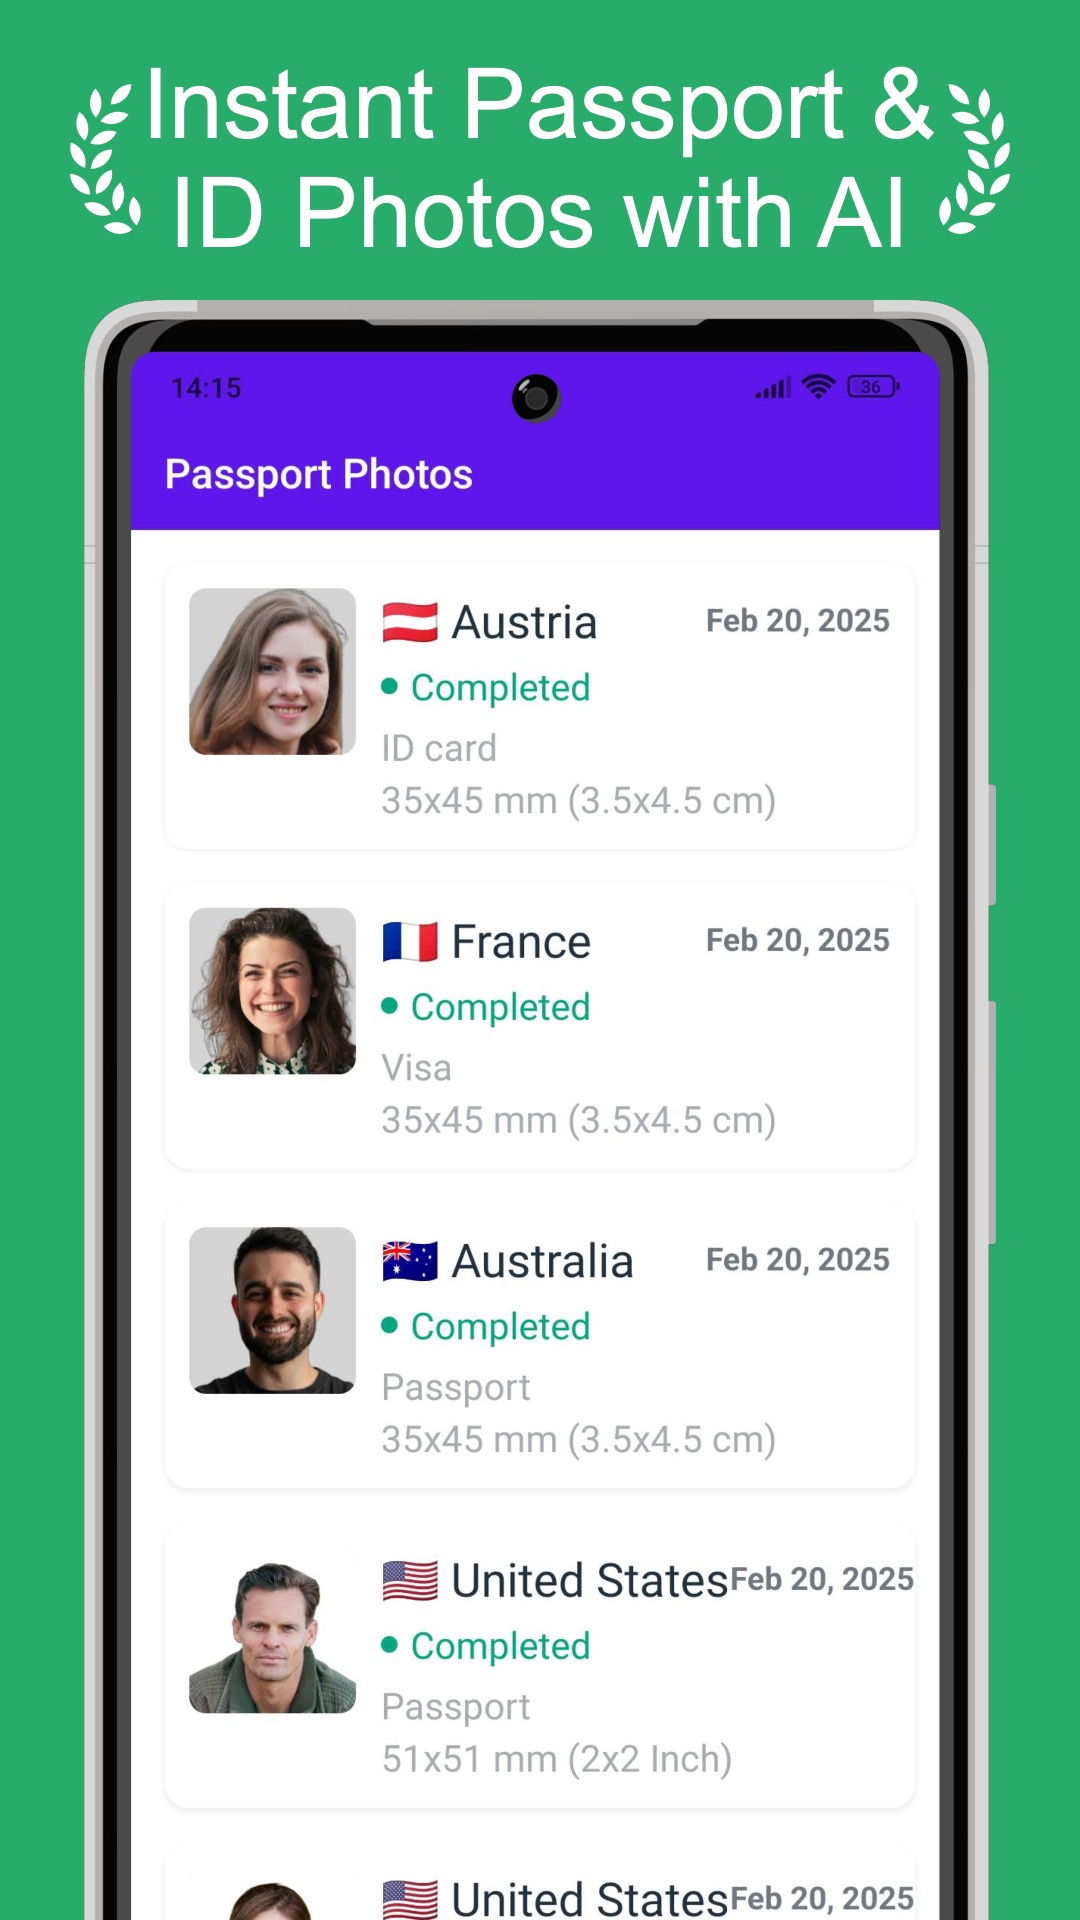 Instant Passport &
ID Photos with AI
14:15
36
Passport Photos
Austria
Feb 20, 2025
Completed
ID card
35x45 mm (3.5x4.5 cm)
France
Feb 20, 2025
Completed
Visa
35x45 mm (3.5x4.5 cm)
Australia
Feb 20, 2025
Completed
Passport
35x45 mm (3.5x4.5 cm)
United States
Feb 20, 2025
Completed
Passport
51x51 mm (2x2 Inch)
United States
Feb 20, 2025